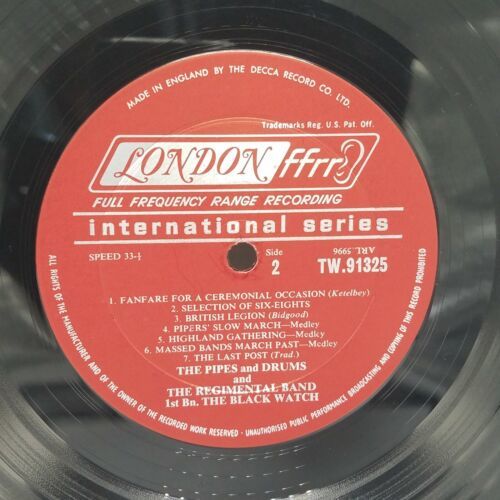 MADE IN ENGLAND BY THE DECCA RECORD CO. LTD.
Trademarks Reg. U.S. Pat. Off.
LONDON ffrr
FULL FREQUENCY RANGE RECORDING
international series
SPEED 33-⅓
Side
2
ARL. 5996
TW.91325
1. FANFARE FOR A CEREMONIAL OCCASION (Ketelbey)
2. SELECTION OF SIX-EIGHTS
3. BRITISH LEGION (Bidgood)
4. PIPERS' SLOW MARCH—Medley
5. HIGHLAND GATHERING—Medley
6. MASSED BANDS MARCH PAST—Medley
7. THE LAST POST (Trad.)
THE PIPES and DRUMS
and
THE REGIMENTAL BAND
1st Bn. THE BLACK WATCH
ALL RIGHTS OF THE MANUFACTURER AND OF THE OWNER OF THE RECORDED WORK RESERVED · UNAUTHORISED PUBLIC PERFORMANCE BROADCASTING AND COPYING OF THIS RECORD PROHIBITED